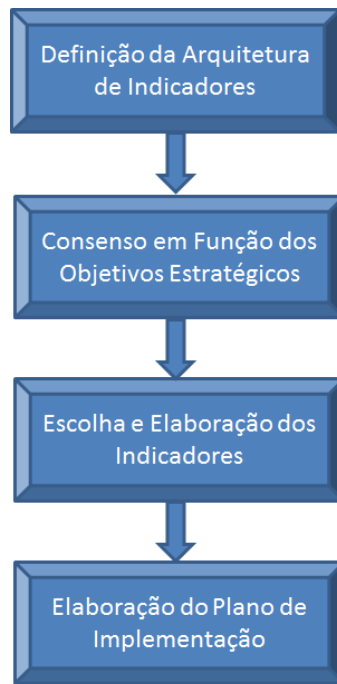 Definição da Arquitetura
de Indicadores
Consenso em Função dos
Objetivos Estratégicos
Escolha e Elaboração dos
Indicadores
Elaboração do Plano de
Implementação